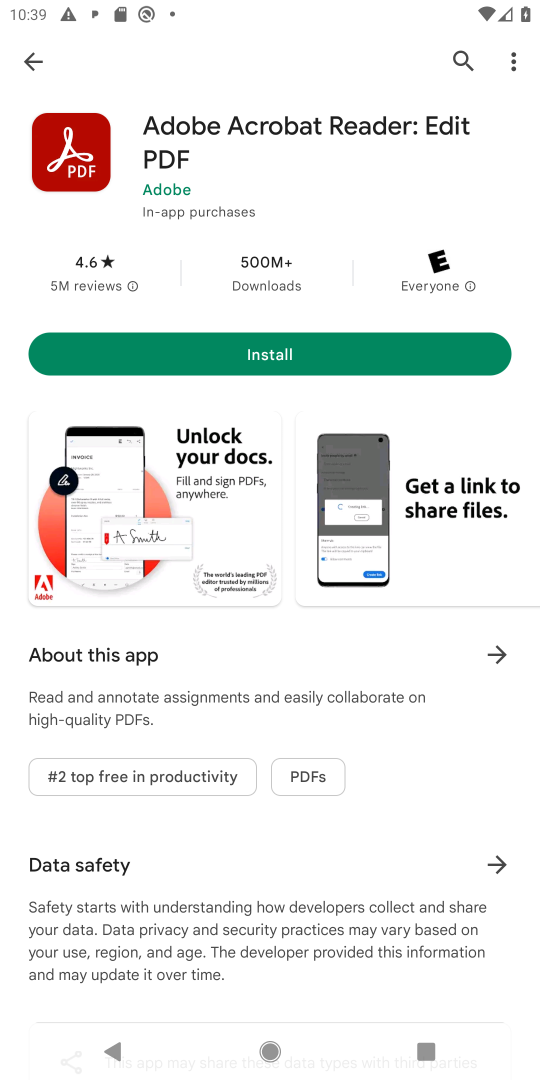 10:39
Adobe Acrobat Reader: Edit
PDF
Adobe
In-app purchases
PDF
4.6★
5M reviews
500M+
Downloads
E
Everyone
Install
INVOICE
A Smith
Adobe
Unlock
your docs.
Fill and sign PDFs,
anywhere.
The world's leading PDF
editor trusted by millions
of professionals
Get a link to
share files.
About this app
Read and annotate assignments and easily collaborate on
high-quality PDFs.
#2 top free in productivity
PDFs
Data safety
Safety starts with understanding how developers collect and share
your data. Data privacy and security practices may vary based on
your use, region, and age. The developer provided this information
and may update it over time.
This app may share these data types with third parties